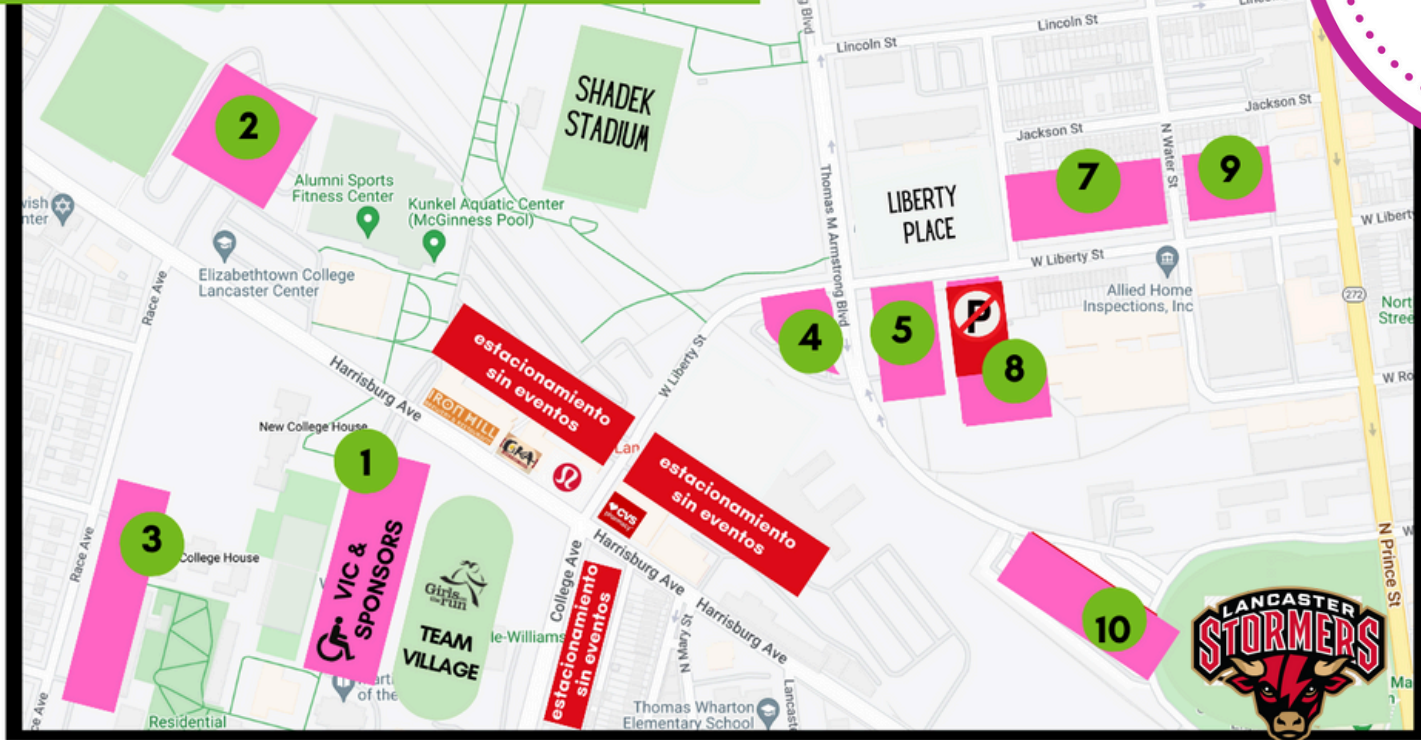 g Blvd
Lincoln St
Lincoln St
SHADEK
STADIUM
Jackson St
Jackson St
2
N Water St
9
7
Alumni Sports
Fitness Center
Kunkel Aquatic Center
(McGinness Pool)
Thomas M Armstrong Blvd
LIBERTY
PLACE
W Liberty St
Elizabethtown College
Lancaster Center
Race Ave
Allied Home
Inspections, Inc
272
P
4
5
8
estacionamiento
sin eventos
W Liberty St
Harrisburg Ave
IRON HILL
New College House
1
estacionamiento
sin eventos
CVS
pharmacy
3
College House
Race Ave
VIC &
SPONSORS
Girls on
the Run
TEAM
VILLAGE
College Ave
Harrisburg Ave
Harrisburg Ave
N Prince St
estacionamiento
sin eventos
N Mary St
10
LANCASTER
STORMERS
Residential
Thomas Wharton
Elementary School